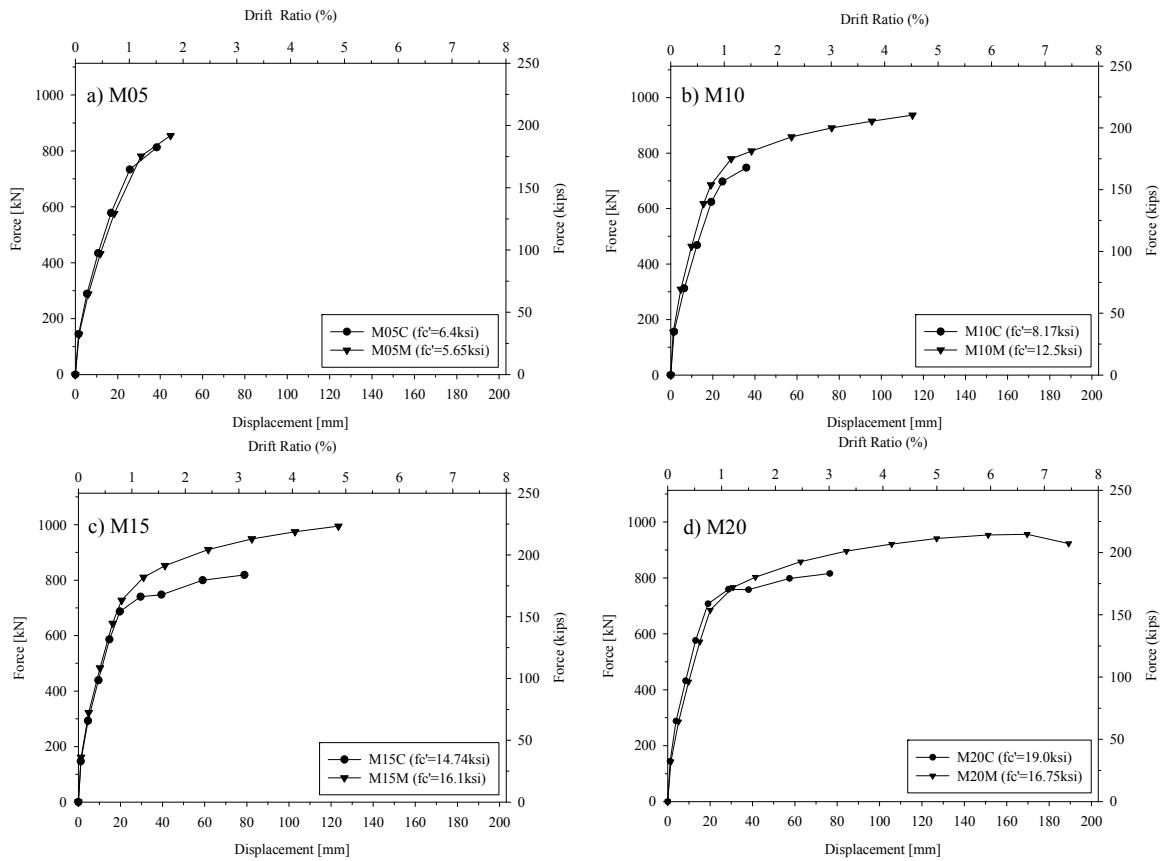 Drift Ratio (%)
0 1 2 3 4 5 6 7 8
a) M05
Force [kN]
1000
800
600
400
200
0
250
200
150
100
50
0
Force (kips)
M05C (fc'=6.4ksi)
M05M (fc'=5.65ksi)
0 20 40 60 80 100 120 140 160 180 200
Displacement [mm]
Drift Ratio (%)
0 1 2 3 4 5 6 7 8
b) M10
Force [kN]
1000
800
600
400
200
0
250
200
150
100
50
0
Force (kips)
M10C (fc'=8.17ksi)
M10M (fc'=12.5ksi)
0 20 40 60 80 100 120 140 160 180 200
Displacement [mm]
Drift Ratio (%)
0 1 2 3 4 5 6 7 8
c) M15
Force [kN]
1000
800
600
400
200
0
250
200
150
100
50
0
Force (kips)
M15C (fc'=14.74ksi)
M15M (fc'=16.1ksi)
0 20 40 60 80 100 120 140 160 180 200
Displacement [mm]
Drift Ratio (%)
0 1 2 3 4 5 6 7 8
d) M20
Force [kN]
1000
800
600
400
200
0
250
200
150
100
50
0
Force (kips)
M20C (fc'=19.0ksi)
M20M (fc'=16.75ksi)
0 20 40 60 80 100 120 140 160 180 200
Displacement [mm]